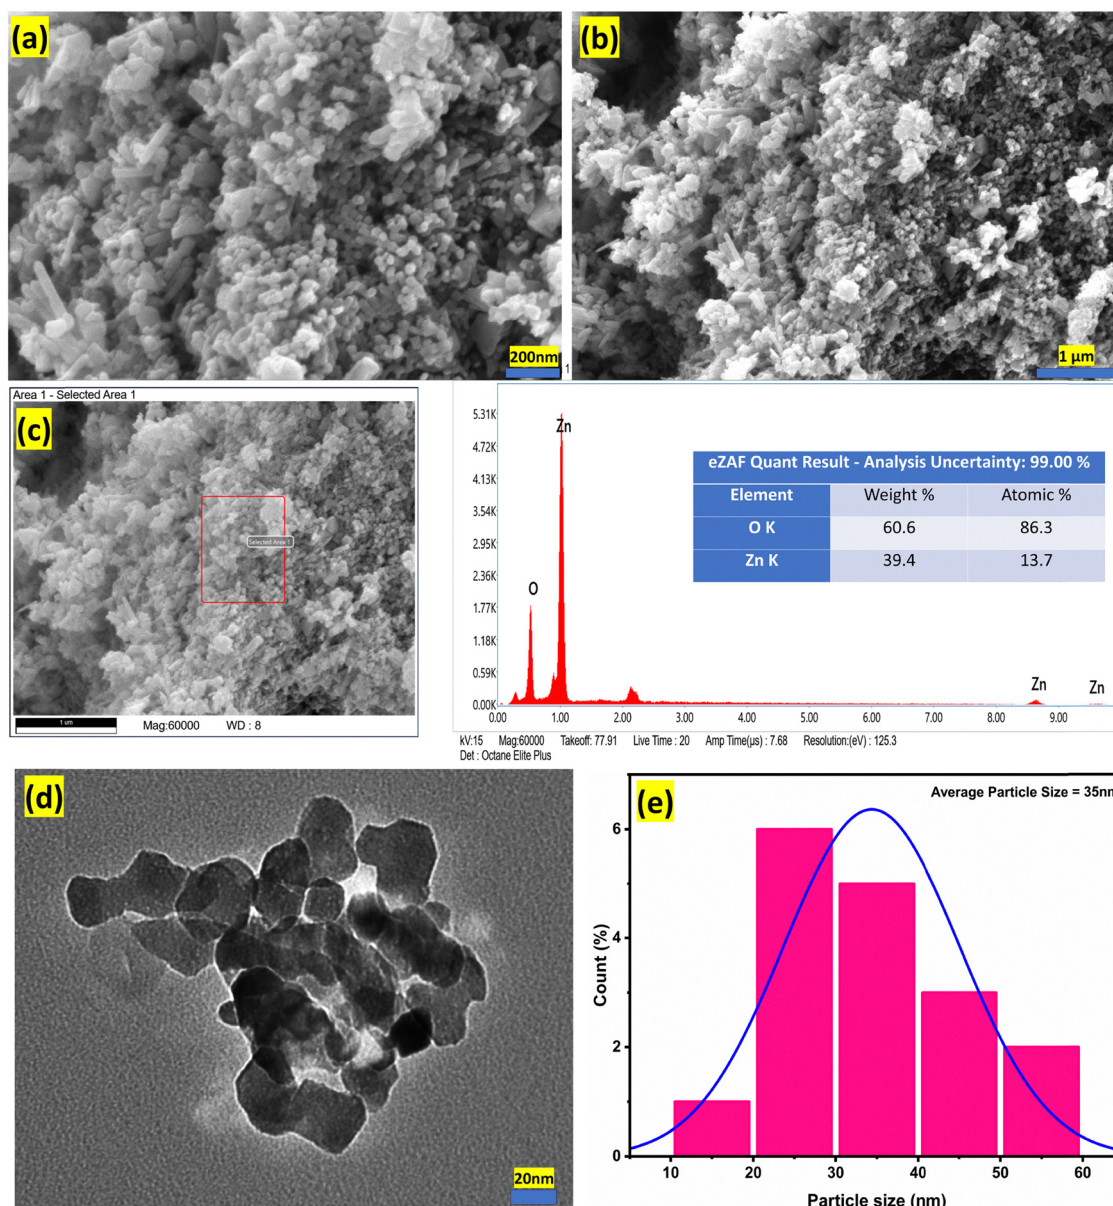 (a)
200nm
1
(b)
1 μm
Area 1 - Selected Area 1
(c)
Selected Area 1
1 um
Mag:60000 WD : 8
5.31K
4.72K
4.13K
3.54K
2.95K
2.36K
1.77K
1.18K
0.59K
0.00K
O
Zn
Zn
Zn
0.00 1.00 2.00 3.00 4.00 5.00 6.00 7.00 8.00 9.00
eZAF Quant Result - Analysis Uncertainty: 99.00 %
Element Weight % Atomic %
O K 60.6 86.3
Zn K 39.4 13.7
kV:15 Mag:60000 Takeoff: 77.91 Live Time : 20 Amp Time(μs) : 7.68 Resolution:(eV) : 125.3
Det : Octane Elite Plus
(d)
20nm
(e)
Average Particle Size = 35nm
Count (%)
6
4
2
0
10 20 30 40 50 60
Particle size (nm)